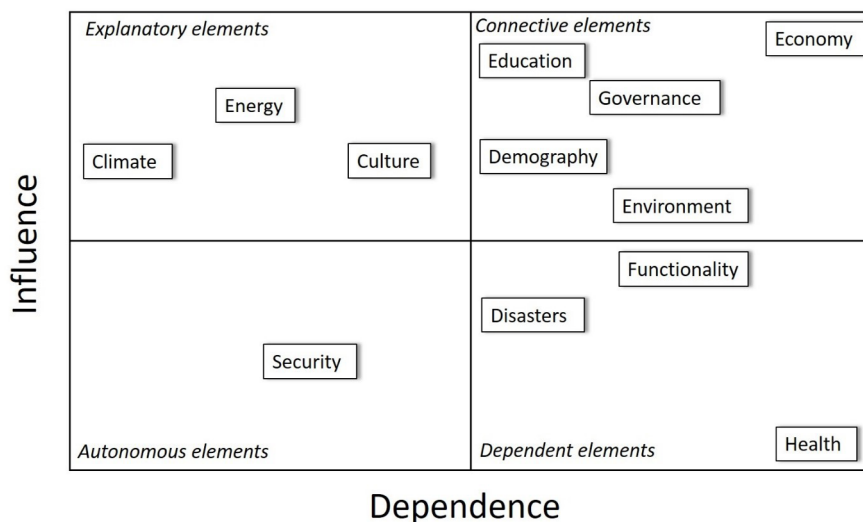 Explanatory elements
Connective elements
Economy
Education
Energy
Governance
Climate
Culture
Demography
Environment
Influence
Functionality
Disasters
Security
Autonomous elements
Dependent elements
Health
Dependence